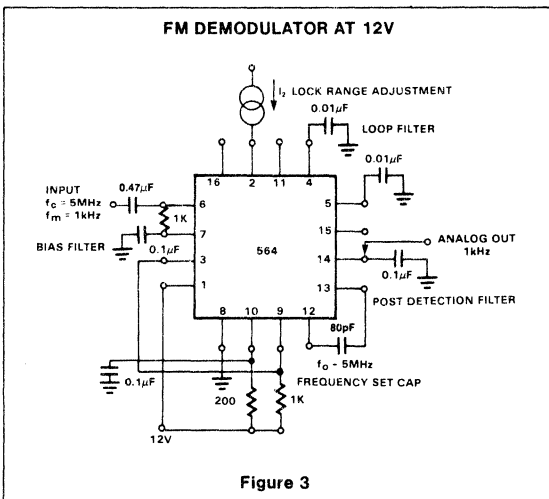 FM DEMODULATOR AT 12V
I₂ LOCK RANGE ADJUSTMENT
0.01μF
LOOP FILTER
0.01μF
16 2 11 4
INPUT
fc = 5MHz
fm = 1kHz
0.47μF
6
1K
5
15
BIAS FILTER
0.1μF
7
3
1
564
14
13
ANALOG OUT
1kHz
0.1μF
POST DETECTION FILTER
8 10 9 12
80pF
fo - 5MHz
FREQUENCY SET CAP
0.1μF
200
1K
12V
Figure 3